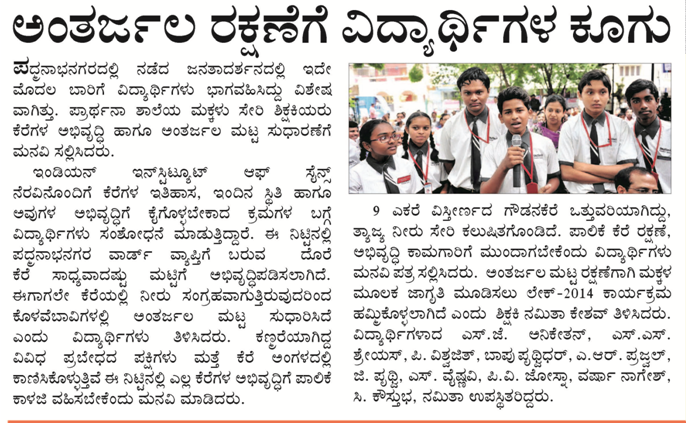 ಅಂತರ್ಜಲ ರಕ್ಷಣೆಗೆ ವಿದ್ಯಾರ್ಥಿಗಳ ಕೂಗು
ಪದ್ಮನಾಭನಗರದಲ್ಲಿ ನಡೆದ ಜನತಾದರ್ಶನದಲ್ಲಿ ಇದೇ
ಮೊದಲ ಬಾರಿಗೆ ವಿದ್ಯಾರ್ಥಿಗಳು ಭಾಗವಹಿಸಿದ್ದು ವಿಶೇಷ
ವಾಗಿತ್ತು. ಪ್ರಾರ್ಥನಾ ಶಾಲೆಯ ಮಕ್ಕಳು ಸೇರಿ ಶಿಕ್ಷಕಿಯರು
ಕೆರೆಗಳ ಅಭಿವೃದ್ಧಿ ಹಾಗೂ ಅಂತರ್ಜಲ ಮಟ್ಟ ಸುಧಾರಣೆಗೆ
ಮನವಿ ಸಲ್ಲಿಸಿದರು.
ಇಂಡಿಯನ್ ಇನ್‌ಸ್ಟಿಟ್ಯೂಟ್ ಆಫ್ ಸೈನ್ಸ್
ನೆರವಿನೊಂದಿಗೆ ಕೆರೆಗಳ ಇತಿಹಾಸ, ಇಂದಿನ ಸ್ಥಿತಿ ಹಾಗೂ
ಅವುಗಳ ಅಭಿವೃದ್ಧಿಗೆ ಕೈಗೊಳ್ಳಬೇಕಾದ ಕ್ರಮಗಳ ಬಗ್ಗೆ
ವಿದ್ಯಾರ್ಥಿಗಳು ಸಂಶೋಧನೆ ಮಾಡುತ್ತಿದ್ದಾರೆ. ಈ ನಿಟ್ಟಿನಲ್ಲಿ
ಪದ್ಮನಾಭನಗರ ವಾರ್ಡ್ ವ್ಯಾಪ್ತಿಗೆ ಬರುವ ದೊರೆ
ಕೆರೆ ಸಾಧ್ಯವಾದಷ್ಟು ಮಟ್ಟಿಗೆ ಅಭಿವೃದ್ಧಿಪಡಿಸಲಾಗಿದೆ.
ಈಗಾಗಲೇ ಕೆರೆಯಲ್ಲಿ ನೀರು ಸಂಗ್ರಹವಾಗುತ್ತಿರುವುದರಿಂದ
ಕೊಳವೆಬಾವಿಗಳಲ್ಲಿ ಅಂತರ್ಜಲ ಮಟ್ಟ ಸುಧಾರಿಸಿದೆ
ಎಂದು ವಿದ್ಯಾರ್ಥಿಗಳು ತಿಳಿಸಿದರು. ಕಣ್ಮರೆಯಾಗಿದ್ದ
ವಿವಿಧ ಪ್ರಬೇಧದ ಪಕ್ಷಿಗಳು ಮತ್ತೆ ಕೆರೆ ಅಂಗಳದಲ್ಲಿ
ಕಾಣಿಸಿಕೊಳ್ಳುತ್ತಿವೆ ಈ ನಿಟ್ಟಿನಲ್ಲಿ ಎಲ್ಲ ಕೆರೆಗಳ ಅಭಿವೃದ್ಧಿಗೆ ಪಾಲಿಕೆ
ಕಾಳಜಿ ವಹಿಸಬೇಕೆಂದು ಮನವಿ ಮಾಡಿದರು.
9 ಎಕರೆ ವಿಸ್ತೀರ್ಣದ ಗೌಡನಕೆರೆ ಒತ್ತುವರಿಯಾಗಿದ್ದು,
ತ್ಯಾಜ್ಯ ನೀರು ಸೇರಿ ಕಲುಷಿತಗೊಂಡಿದೆ. ಪಾಲಿಕೆ ಕೆರೆ ರಕ್ಷಣೆ,
ಅಭಿವೃದ್ಧಿ ಕಾಮಗಾರಿಗೆ ಮುಂದಾಗಬೇಕೆಂದು ವಿದ್ಯಾರ್ಥಿಗಳು
ಮನವಿ ಪತ್ರ ಸಲ್ಲಿಸಿದರು. ಅಂತರ್ಜಲ ಮಟ್ಟ ರಕ್ಷಣೆಗಾಗಿ ಮಕ್ಕಳ
ಮೂಲಕ ಜಾಗೃತಿ ಮೂಡಿಸಲು ಲೇಕ್-2014 ಕಾರ್ಯಕ್ರಮ
ಹಮ್ಮಿಕೊಳ್ಳಲಾಗಿದೆ ಎಂದು ಶಿಕ್ಷಕಿ ನಮಿತಾ ಕೇಶವ್ ತಿಳಿಸಿದರು.
ವಿದ್ಯಾರ್ಥಿಗಳಾದ ಎಸ್.ಜೆ. ಅನಿಕೇತನ್, ಎಸ್.ಎಸ್.
ಶ್ರೇಯಸ್, ಪಿ. ವಿಶ್ವಜಿತ್, ಬಾಪು ಪೃಥ್ವಿಧರ್, ಎ.ಆರ್. ಪ್ರಜ್ವಲ್,
ಜಿ. ಪೃಥ್ವಿ, ಎಸ್. ವೈಷ್ಣವಿ, ಪಿ.ವಿ. ಜೋಸ್ನಾ, ವರ್ಷಾ ನಾಗೇಶ್,
ಸಿ. ಕೌಸ್ತುಭ, ನಮಿತಾ ಉಪಸ್ಥಿತರಿದ್ದರು.